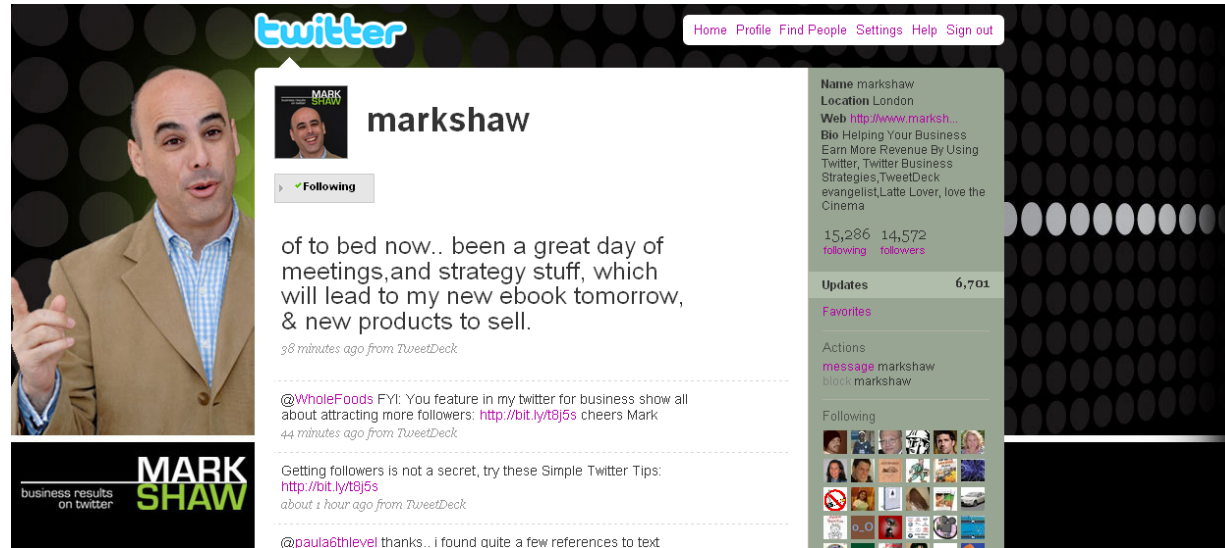 twitter
Home Profile Find People Settings Help Sign out
MARK
business results
on twitter
SHAW
markshaw
Following
of to bed now.. been a great day of
meetings,and strategy stuff, which
will lead to my new ebook tomorrow,
& new products to sell.
38 minutes ago from TweetDeck
@WholeFoods FYI: You feature in my twitter for business show all
about attracting more followers: http://bit.ly/t8j5s cheers Mark
44 minutes ago from TweetDeck
Getting followers is not a secret, try these Simple Twitter Tips:
http://bit.ly/t8j5s
about 1 hour ago from TweetDeck
@paula6thlevel thanks.. i found quite a few references to text
Name markshaw
Location London
Web http://www.marksh...
Bio Helping Your Business
Earn More Revenue By Using
Twitter, Twitter Business
Strategies,TweetDeck
evangelist,Latte Lover, love the
Cinema
15,286 14,572
following followers
Updates 6,701
Favorites
Actions
message markshaw
block markshaw
Following
o_O
MARK
business results
on twitter
SHAW